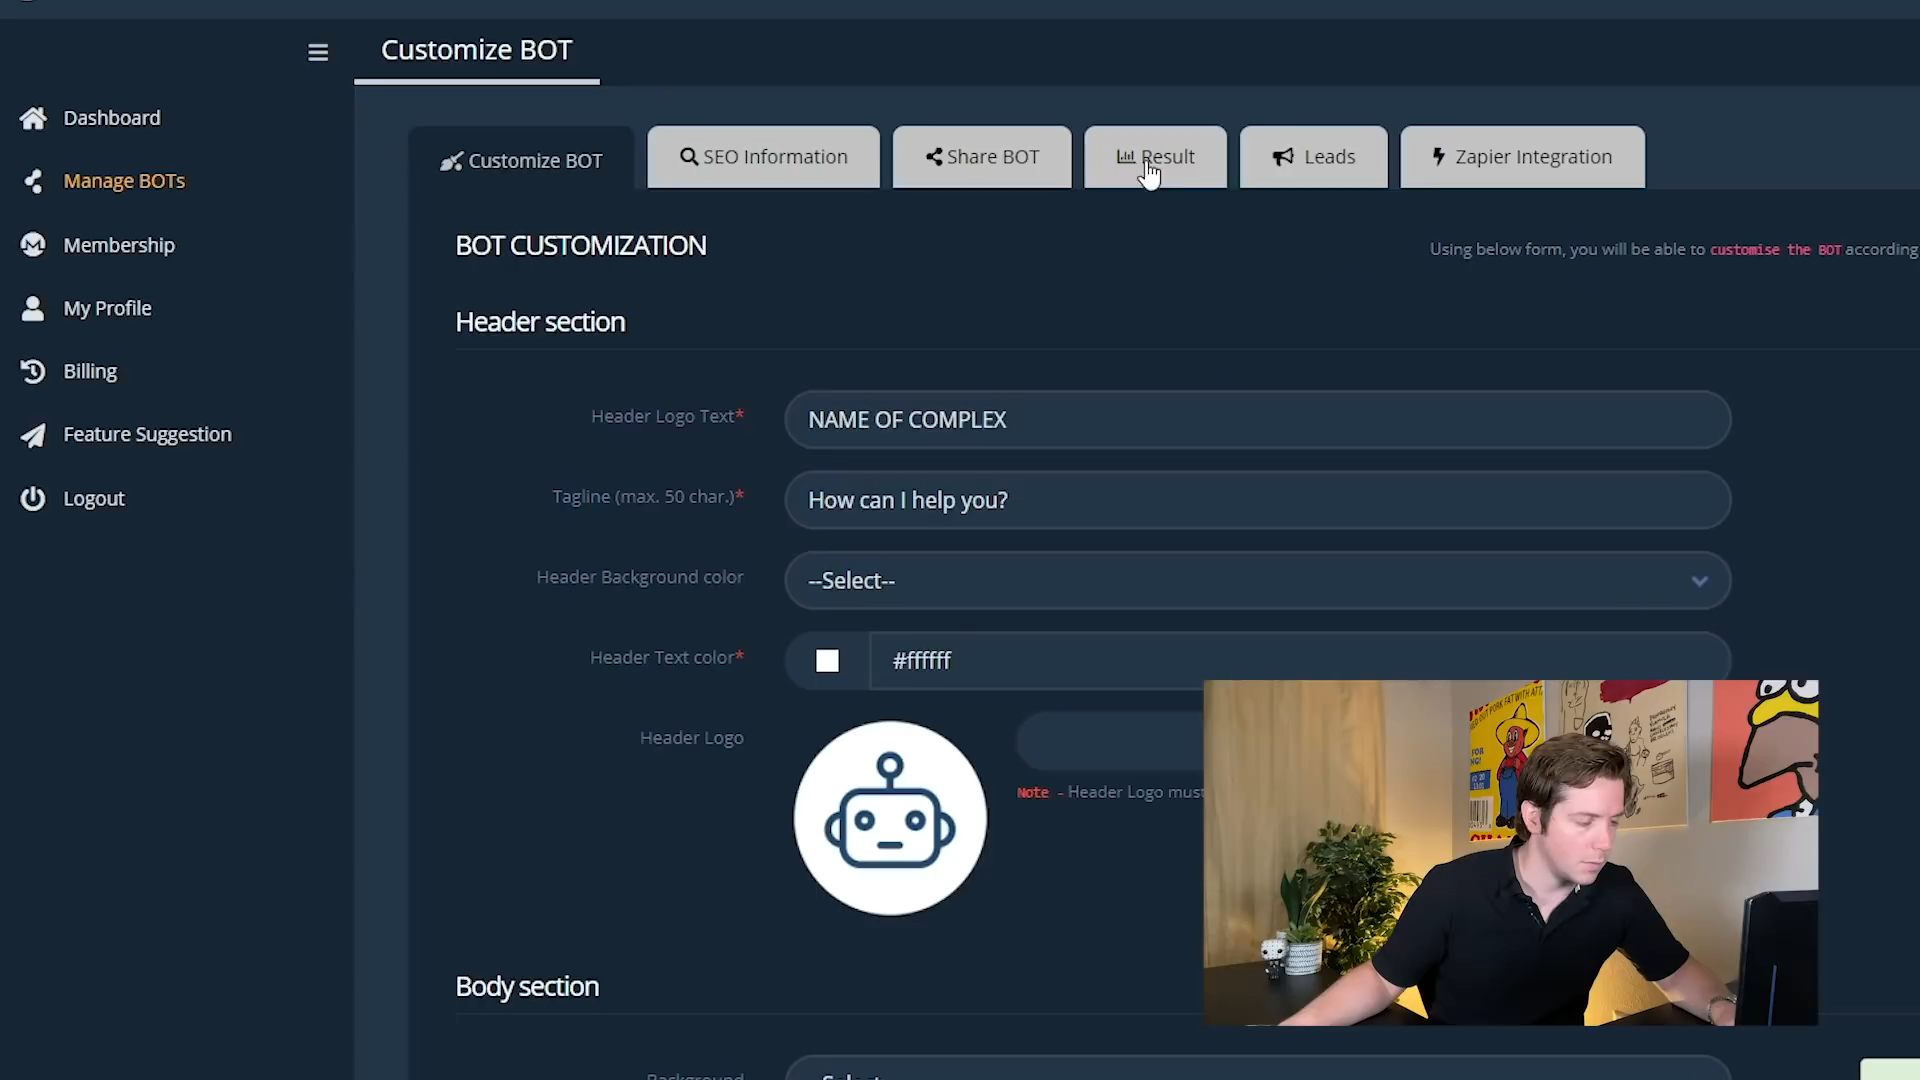 Customize BOT
Dashboard
Manage BOTs
Membership
My Profile
Billing
Feature Suggestion
Logout
Customize BOT
SEO Information
Share BOT
Result
Leads
Zapier Integration
BOT CUSTOMIZATION
Using below form, you will be able to customise the BOT according
Header section
Header Logo Text*
NAME OF COMPLEX
Tagline (max. 50 char.)*
How can I help you?
Header Background color
--Select--
Header Text color*
#ffffff
Header Logo
Note - Header Logo must
Body section